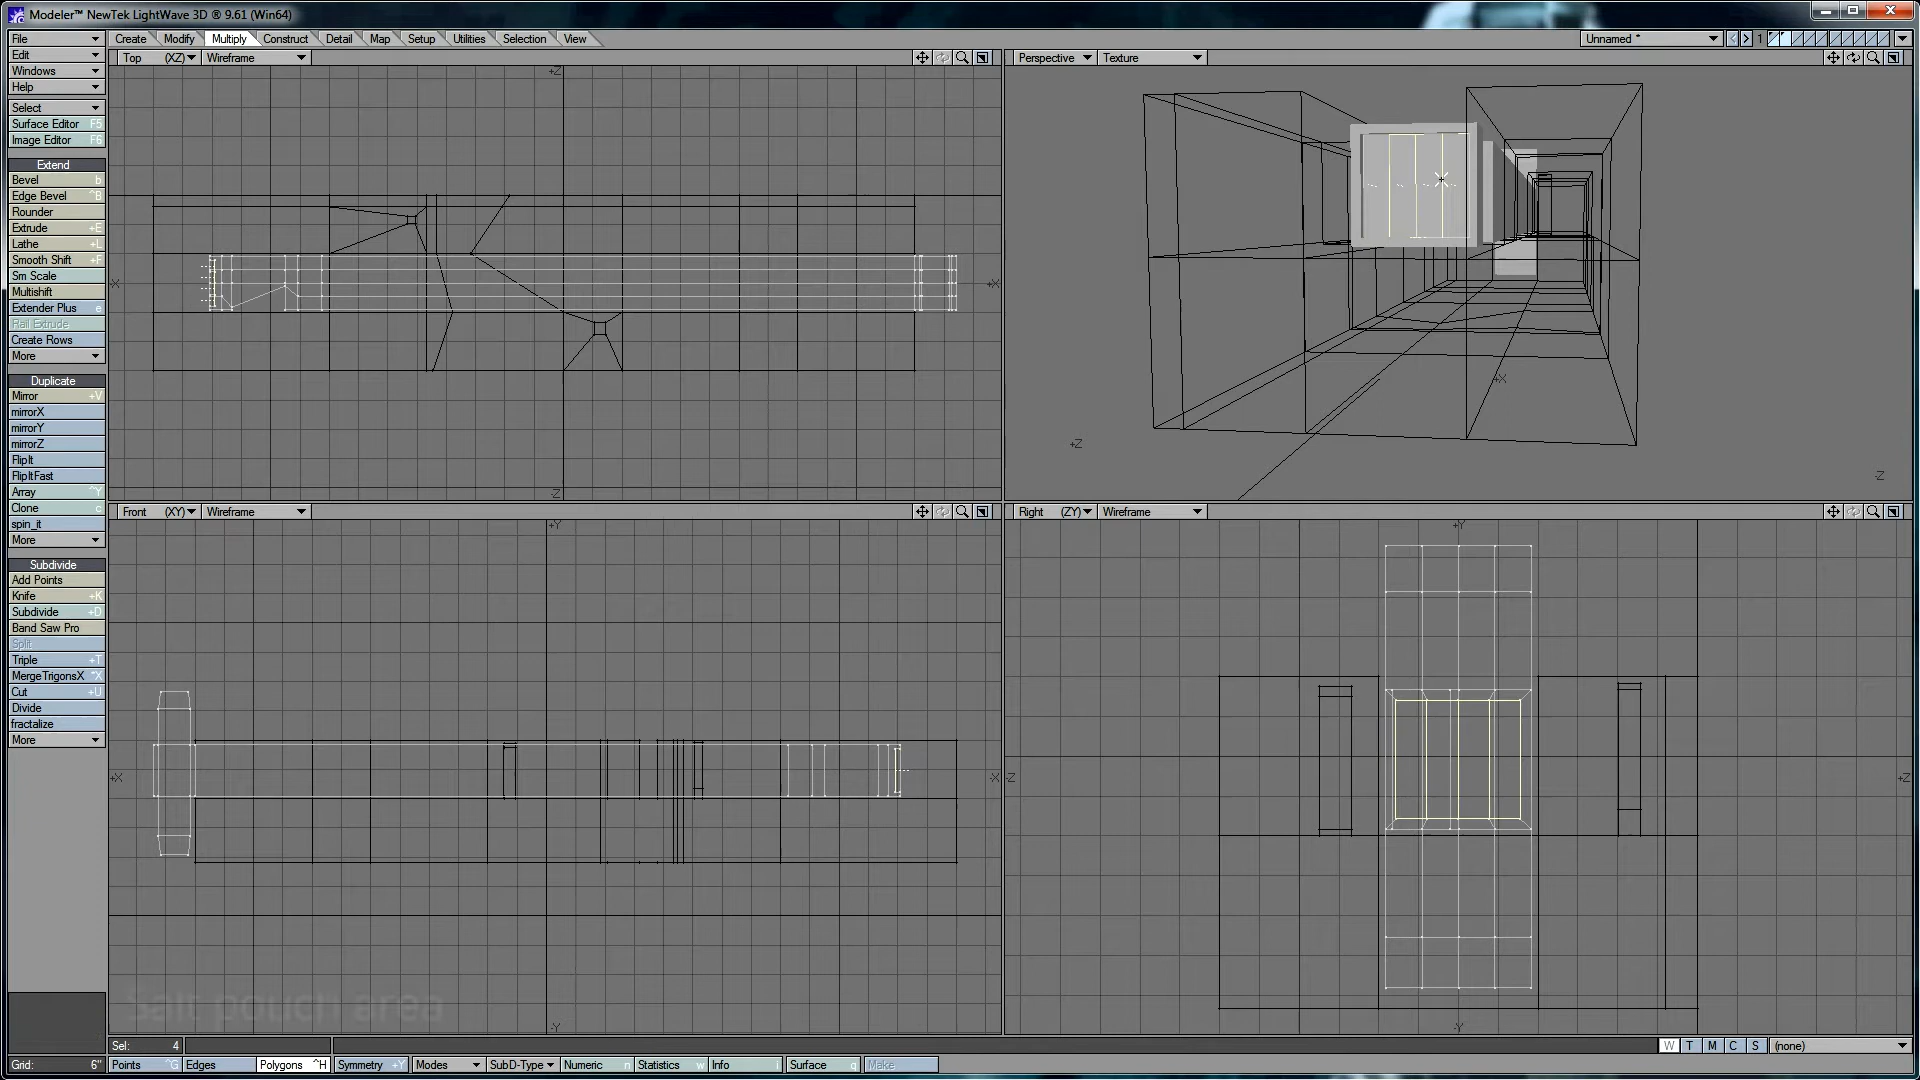 Modeler™ NewTek LightWave 3D ® 9.61 (Win64)
File
Edit
Windows
Help
Select
Surface Editor F5
Image Editor F6
Extend
Bevel b
Edge Bevel ^B
Rounder
Extrude +E
Lathe +L
Smooth Shift +F
Sm Scale
Multishift
Extender Plus e
Rail Extrude
Create Rows
More
Duplicate
Mirror +V
mirrorX
mirrorY
mirrorZ
FlipIt
FlipItFast
Array ^Y
Clone c
spin_it
More
Subdivide
Add Points
Knife +K
Subdivide +D
Band Saw Pro
Split
Triple +T
MergeTrigonsX ^X
Cut +U
Divide
fractalize
More
Create Modify Multiply Construct Detail Map Setup Utilities Selection View
Unnamed * < > 1
Top (XZ) Wireframe
+Z
-X
+X
-Z
Perspective Texture
+X
+Z
-Z
Front (XY) Wireframe
+Y
+X
-X
-Y
Right (ZY) Wireframe
+Y
-Z
+Z
-Y
Salt pouch area
Sel: 4
W T M C S (none)
Grid: 6" Points ^G Edges Polygons ^H Symmetry +Y Modes SubD-Type Numeric n Statistics w Info i Surface q Make